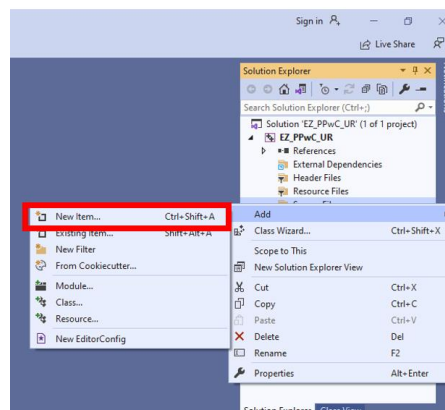 Sign in
Live Share
Solution Explorer
Search Solution Explorer (Ctrl+;)
Solution 'EZ_PPwC_UR' (1 of 1 project)
EZ_PPwC_UR
References
External Dependencies
Header Files
Resource Files
Source Files
New Item... Ctrl+Shift+A
Existing Item... Shift+Alt+A
New Filter
From Cookiecutter...
Module...
Class...
Resource...
New EditorConfig
Add
Class Wizard... Ctrl+Shift+X
Scope to This
New Solution Explorer View
Cut Ctrl+X
Copy Ctrl+C
Paste Ctrl+V
Delete Del
Rename F2
Properties Alt+Enter
Solution Explorer Class View